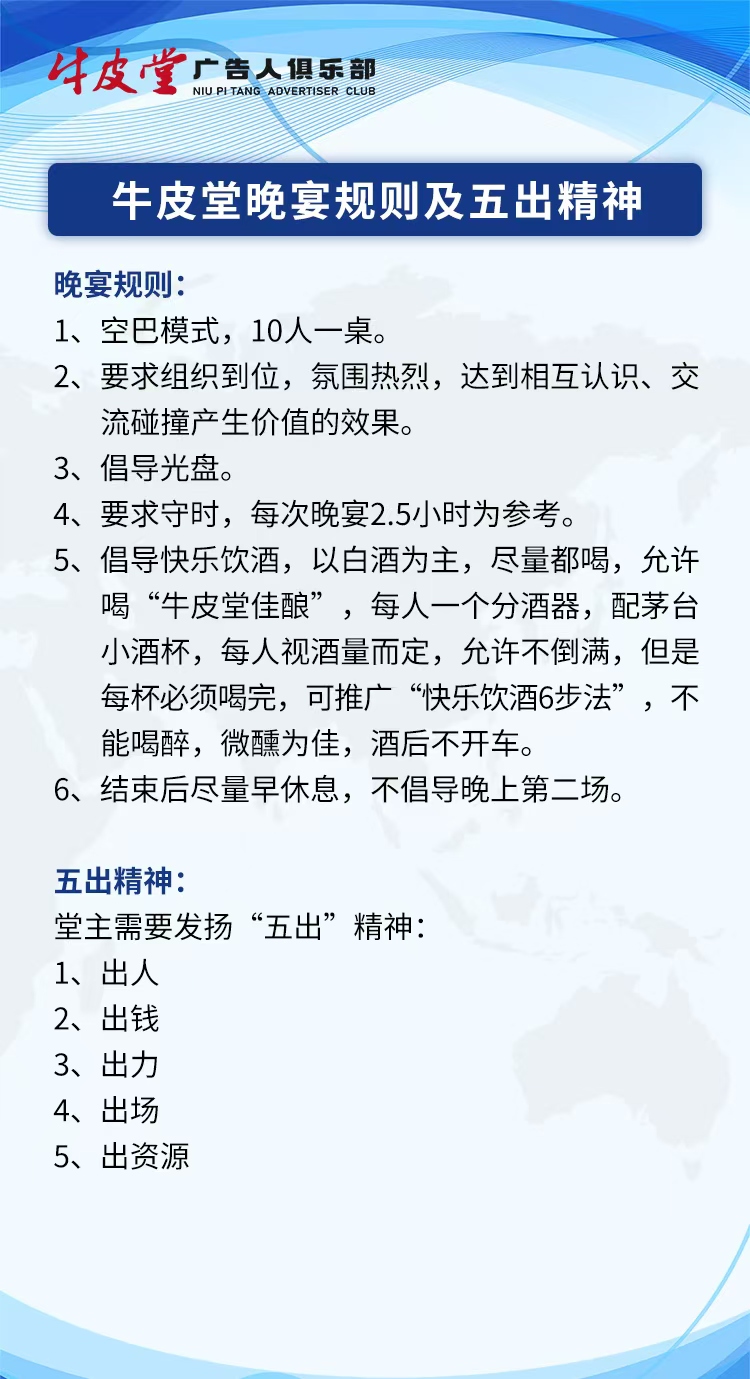 牛皮堂 广告人俱乐部
NIU PI TANG ADVERTISER CLUB
牛皮堂晚宴规则及五出精神
晚宴规则：
1、空巴模式，10人一桌。
2、要求组织到位，氛围热烈，达到相互认识、交
流碰撞产生价值的效果。
3、倡导光盘。
4、要求守时，每次晚宴2.5小时为参考。
5、倡导快乐饮酒，以白酒为主，尽量都喝，允许
喝“牛皮堂佳酿”，每人一个分酒器，配茅台
小酒杯，每人视酒量而定，允许不倒满，但是
每杯必须喝完，可推广“快乐饮酒6步法”，不
能喝醉，微醺为佳，酒后不开车。
6、结束后尽量早休息，不倡导晚上第二场。
五出精神：
堂主需要发扬“五出”精神：
1、出人
2、出钱
3、出力
4、出场
5、出资源